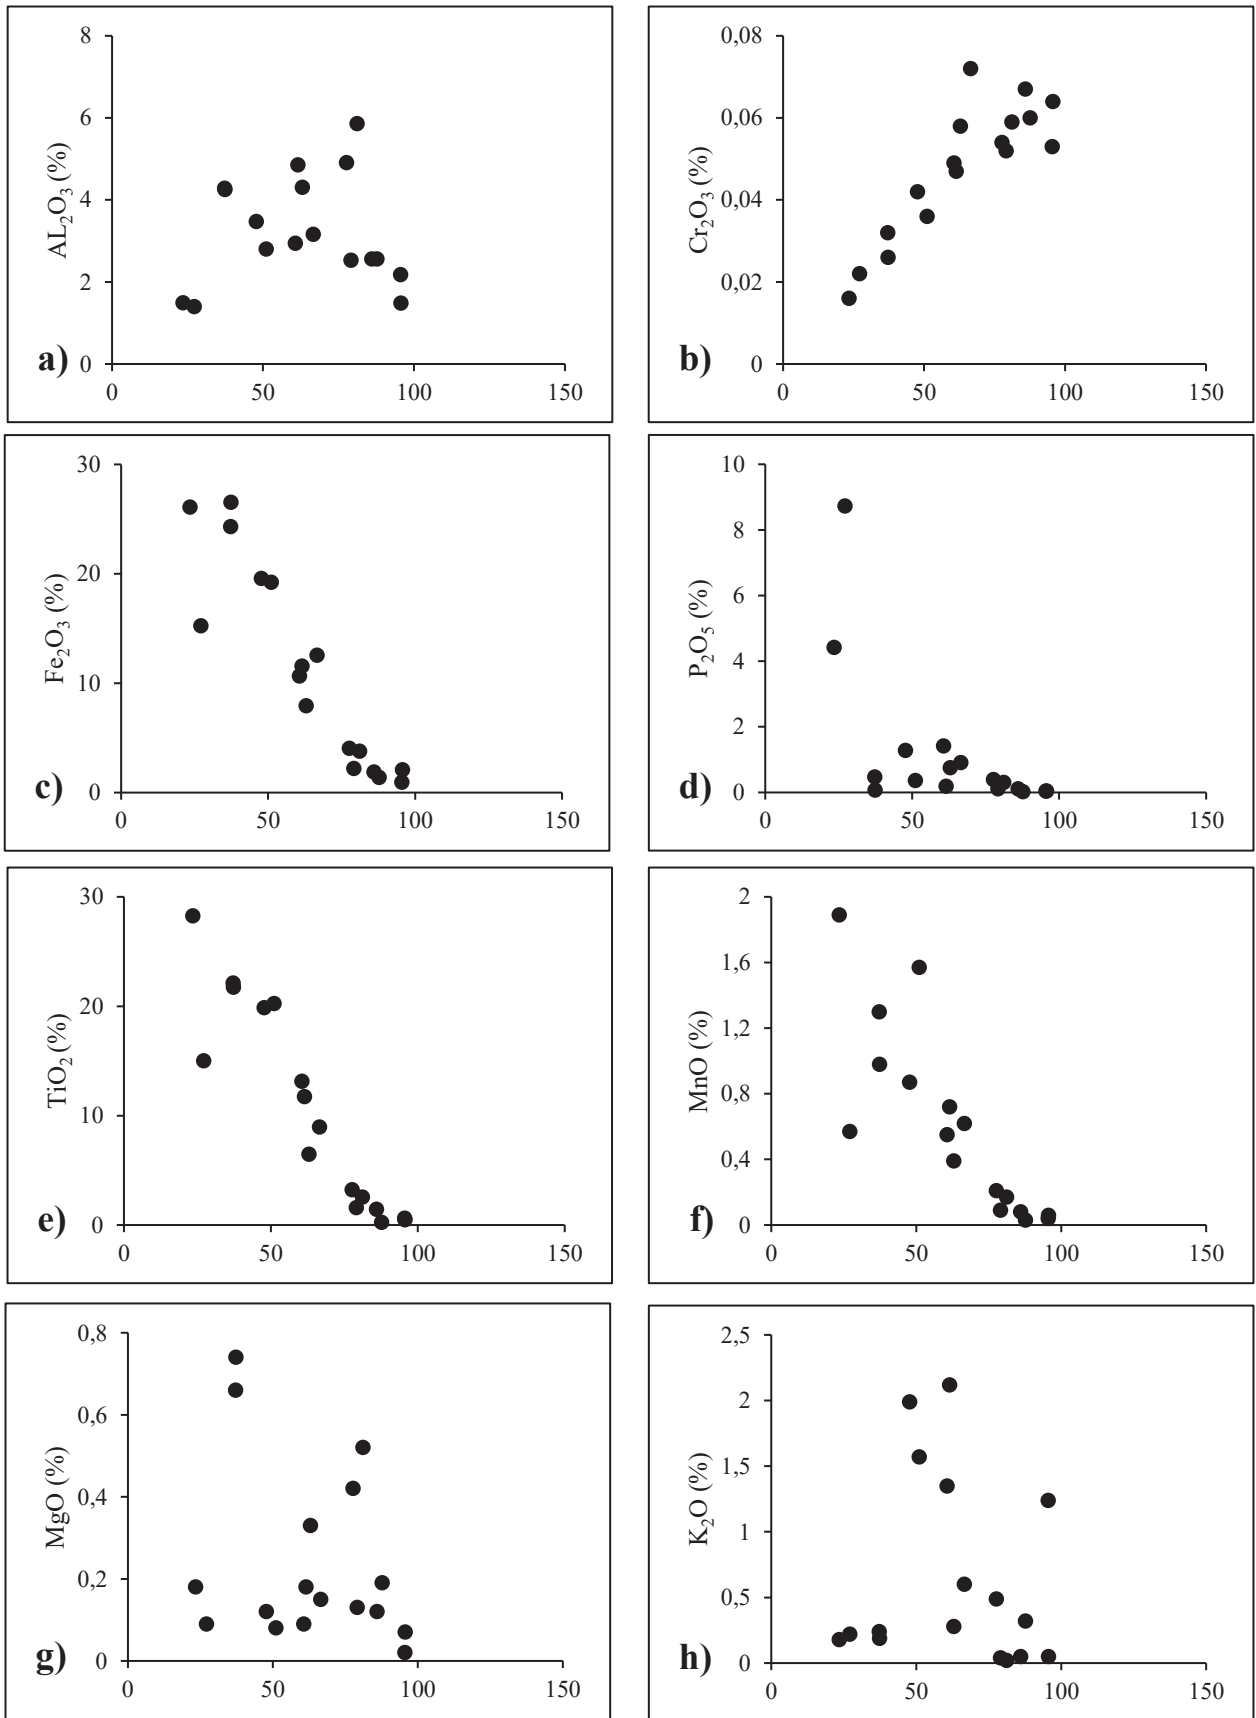 8
6
4
2
0
AL₂O₃ (%)
a)
0 50 100 150
0,08
0,06
0,04
0,02
0
Cr₂O₃ (%)
b)
0 50 100 150
30
20
10
0
Fe₂O₃ (%)
c)
0 50 100 150
10
8
6
4
2
0
P₂O₅ (%)
d)
0 50 100 150
30
20
10
0
TiO₂ (%)
e)
0 50 100 150
2
1,6
1,2
0,8
0,4
0
MnO (%)
f)
0 50 100 150
0,8
0,6
0,4
0,2
0
MgO (%)
g)
0 50 100 150
2,5
2
1,5
1
0,5
0
K₂O (%)
h)
0 50 100 150